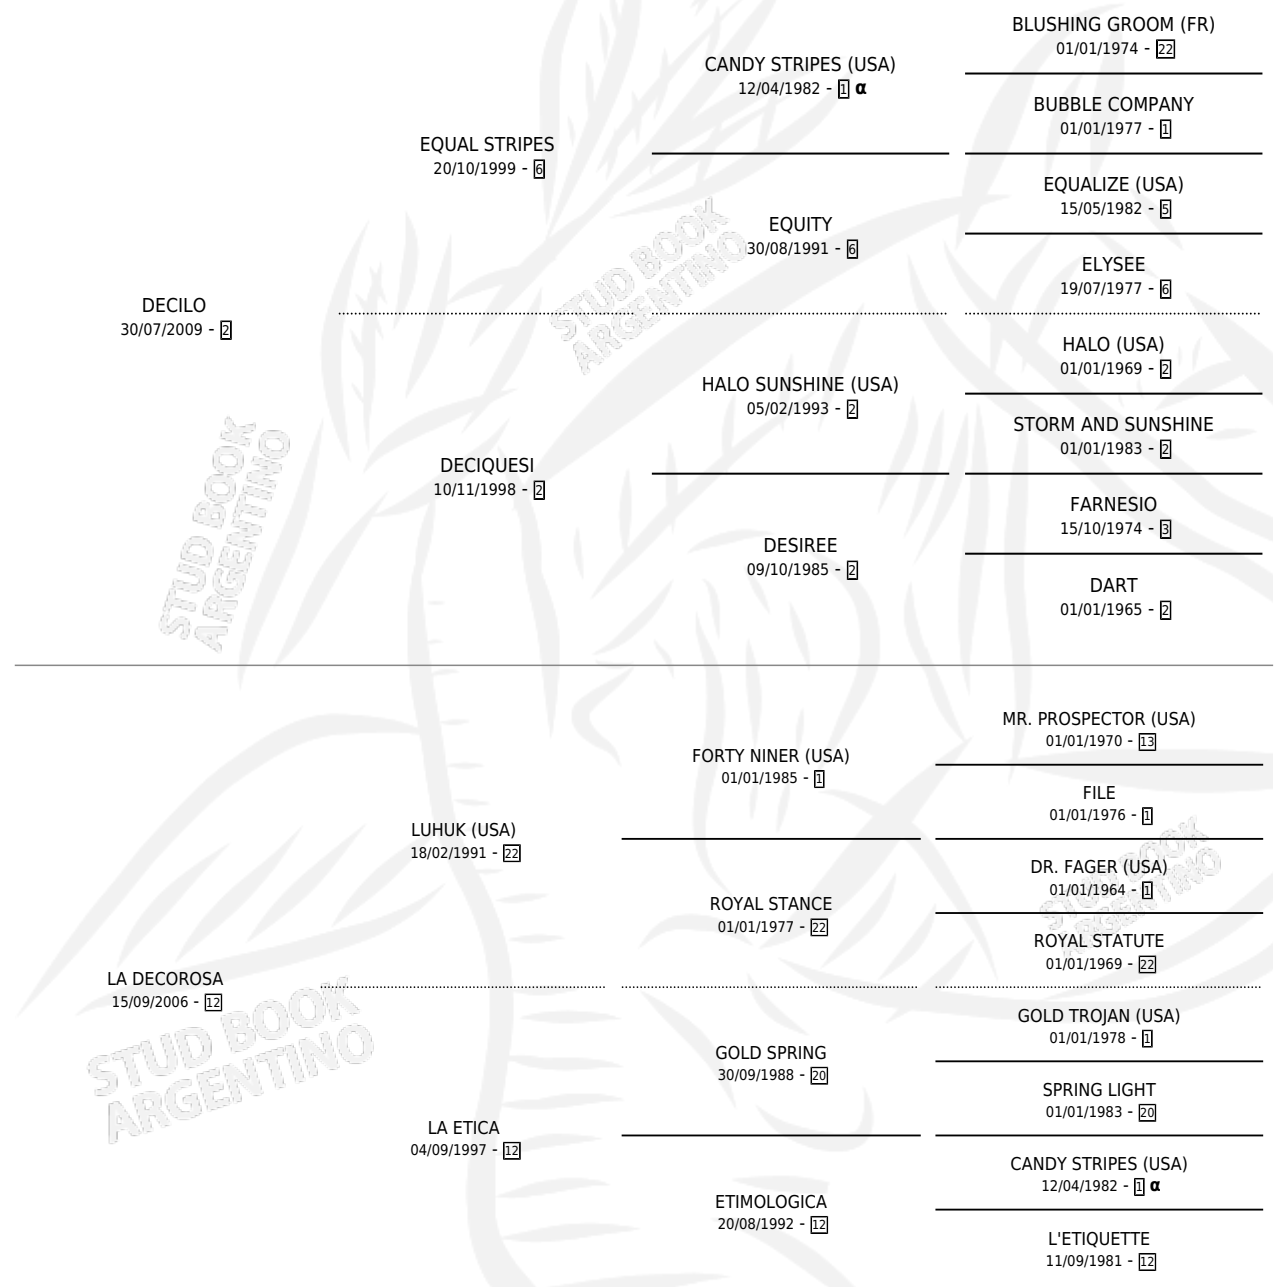 BLUSHING GROOM (FR)
01/01/1974 - 22
CANDY STRIPES (USA)
12/04/1982 - 1 α
BUBBLE COMPANY
01/01/1977 - 1
EQUAL STRIPES
20/10/1999 - 6
EQUALIZE (USA)
15/05/1982 - 5
EQUITY
30/08/1991 - 6
ELYSEE
19/07/1977 - 6
DECILO
30/07/2009 - 2
HALO (USA)
01/01/1969 - 2
HALO SUNSHINE (USA)
05/02/1993 - 2
STORM AND SUNSHINE
01/01/1983 - 2
DECIQUESI
10/11/1998 - 2
FARNESIO
15/10/1974 - 3
DESIREE
09/10/1985 - 2
DART
01/01/1965 - 2
MR. PROSPECTOR (USA)
01/01/1970 - 13
FORTY NINER (USA)
01/01/1985 - 1
FILE
01/01/1976 - 1
LUHUK (USA)
18/02/1991 - 22
DR. FAGER (USA)
01/01/1964 - 1
ROYAL STANCE
01/01/1977 - 22
ROYAL STATUTE
01/01/1969 - 22
LA DECOROSA
15/09/2006 - 12
GOLD TROJAN (USA)
01/01/1978 - 1
GOLD SPRING
30/09/1988 - 20
SPRING LIGHT
01/01/1983 - 20
LA ETICA
04/09/1997 - 12
CANDY STRIPES (USA)
12/04/1982 - 1 α
ETIMOLOGICA
20/08/1992 - 12
L'ETIQUETTE
11/09/1981 - 12
STUD BOOK
ARGENTINO
STUD BOOK
ARGENTINO
STUD BOOK
ARGENTINO
STUD BOOK
ARGENTINO